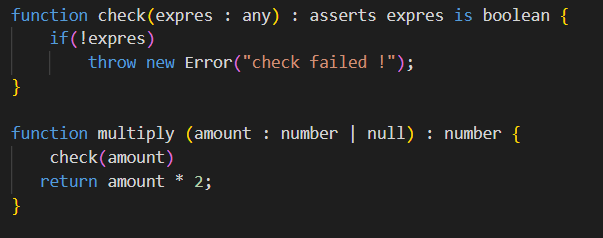 function check(expres : any) : asserts expres is boolean {
    if(!expres)
        throw new Error("check failed !");
}

function multiply (amount : number | null) : number {
    check(amount)
   return amount * 2;
}